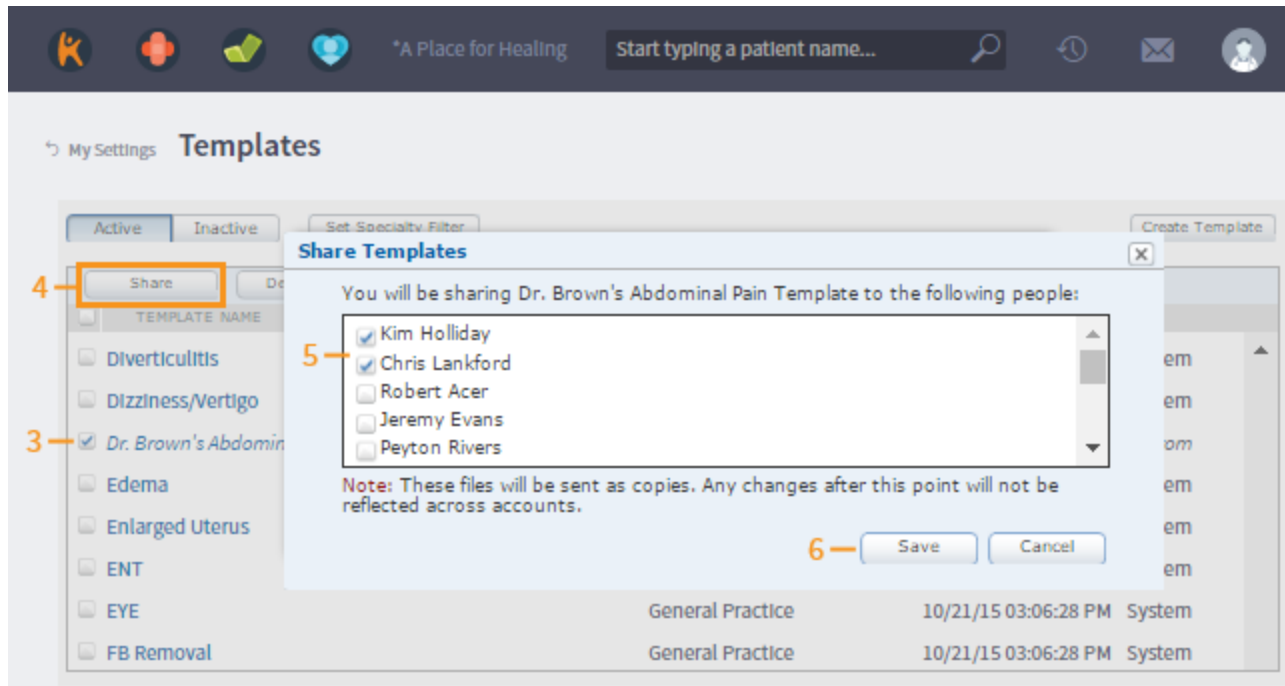 *A Place for Healing Start typing a patient name...
My Settings Templates
Active Inactive Set Specialty Filter Create Template
Share Templates
4 Share De
You will be sharing Dr. Brown's Abdominal Pain Template to the following people:
TEMPLATE NAME
Kim Holliday
5 Chris Lankford
Diverticulitis em
Robert Acer
Dizziness/Vertigo em
Jeremy Evans
3 Dr. Brown's Abdomin om
Peyton Rivers
Edema em
Note: These files will be sent as copies. Any changes after this point will not be
reflected across accounts.
Enlarged Uterus em
6 Save Cancel
ENT em
EYE General Practice 10/21/15 03:06:28 PM System
FB Removal General Practice 10/21/15 03:06:28 PM System